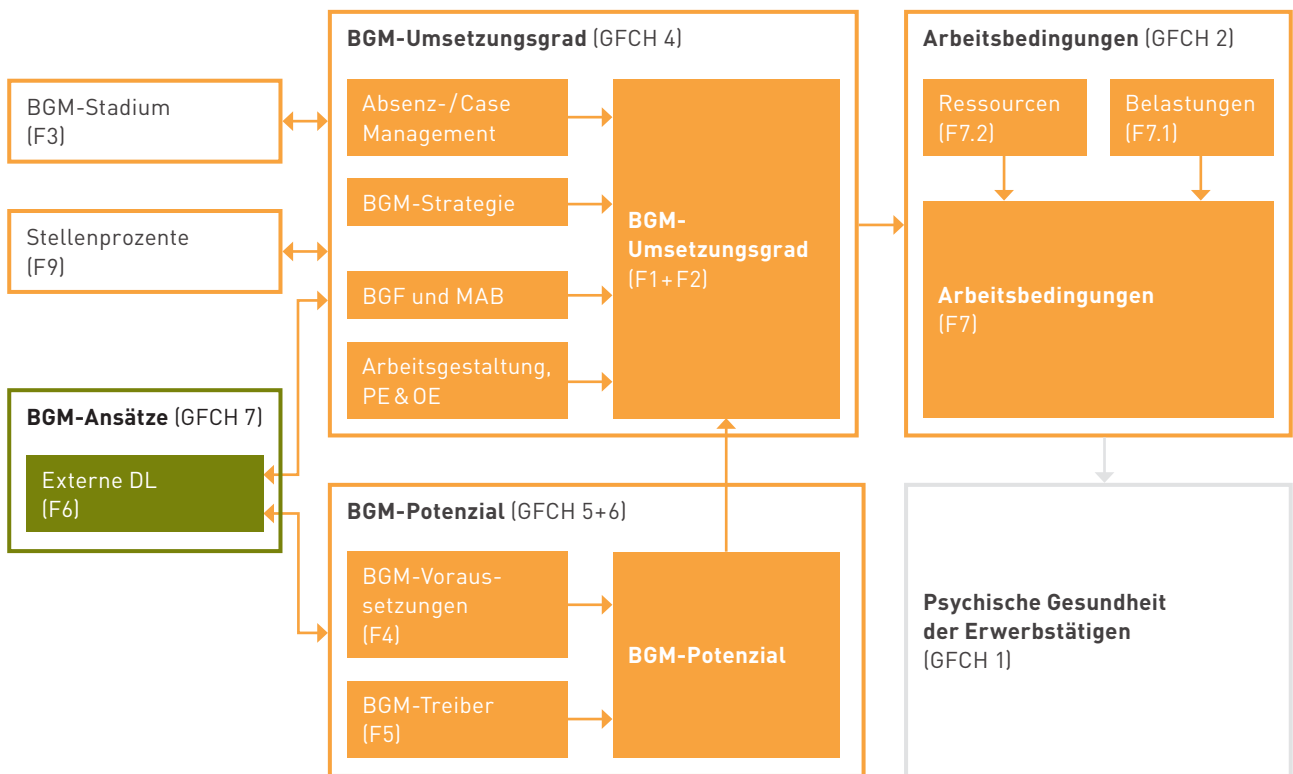 BGM-Stadium
(F3)
Stellenprozente
(F9)
BGM-Ansätze (GFCH 7)
Externe DL
(F6)
BGM-Umsetzungsgrad (GFCH 4)
Absenz-/Case
Management
BGM-Strategie
BGF und MAB
Arbeitsgestaltung,
PE & OE
BGM-
Umsetzungsgrad
(F1+F2)
BGM-Potenzial (GFCH 5+6)
BGM-Voraus-
setzungen
(F4)
BGM-Treiber
(F5)
BGM-Potenzial
Arbeitsbedingungen (GFCH 2)
Ressourcen
(F7.2)
Belastungen
(F7.1)
Arbeitsbedingungen
(F7)
Psychische Gesundheit
der Erwerbstätigen
(GFCH 1)